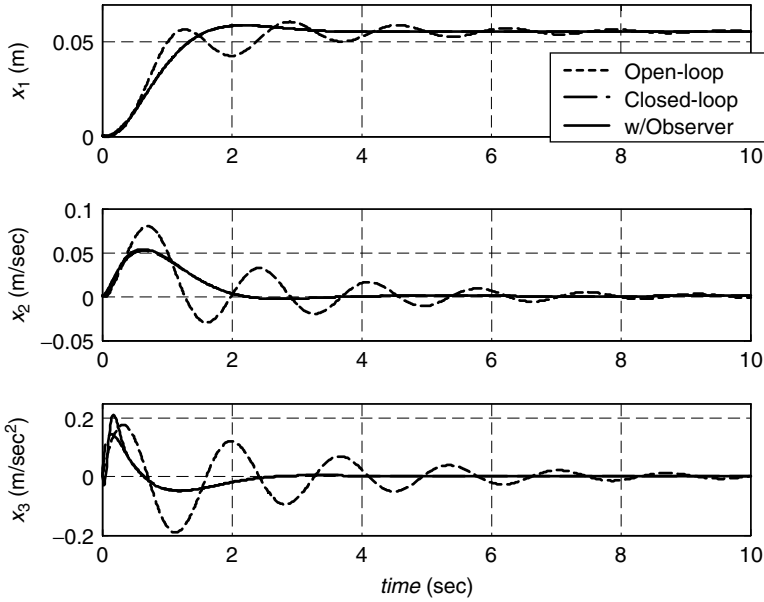 x1 (m)
0.05
0
0 2 4 6 8 10
Open-loop
Closed-loop
w/Observer
x2 (m/sec)
0.1
0.05
0
−0.05
0 2 4 6 8 10
x3 (m/sec2)
0.2
0
−0.2
0 2 4 6 8 10
time (sec)